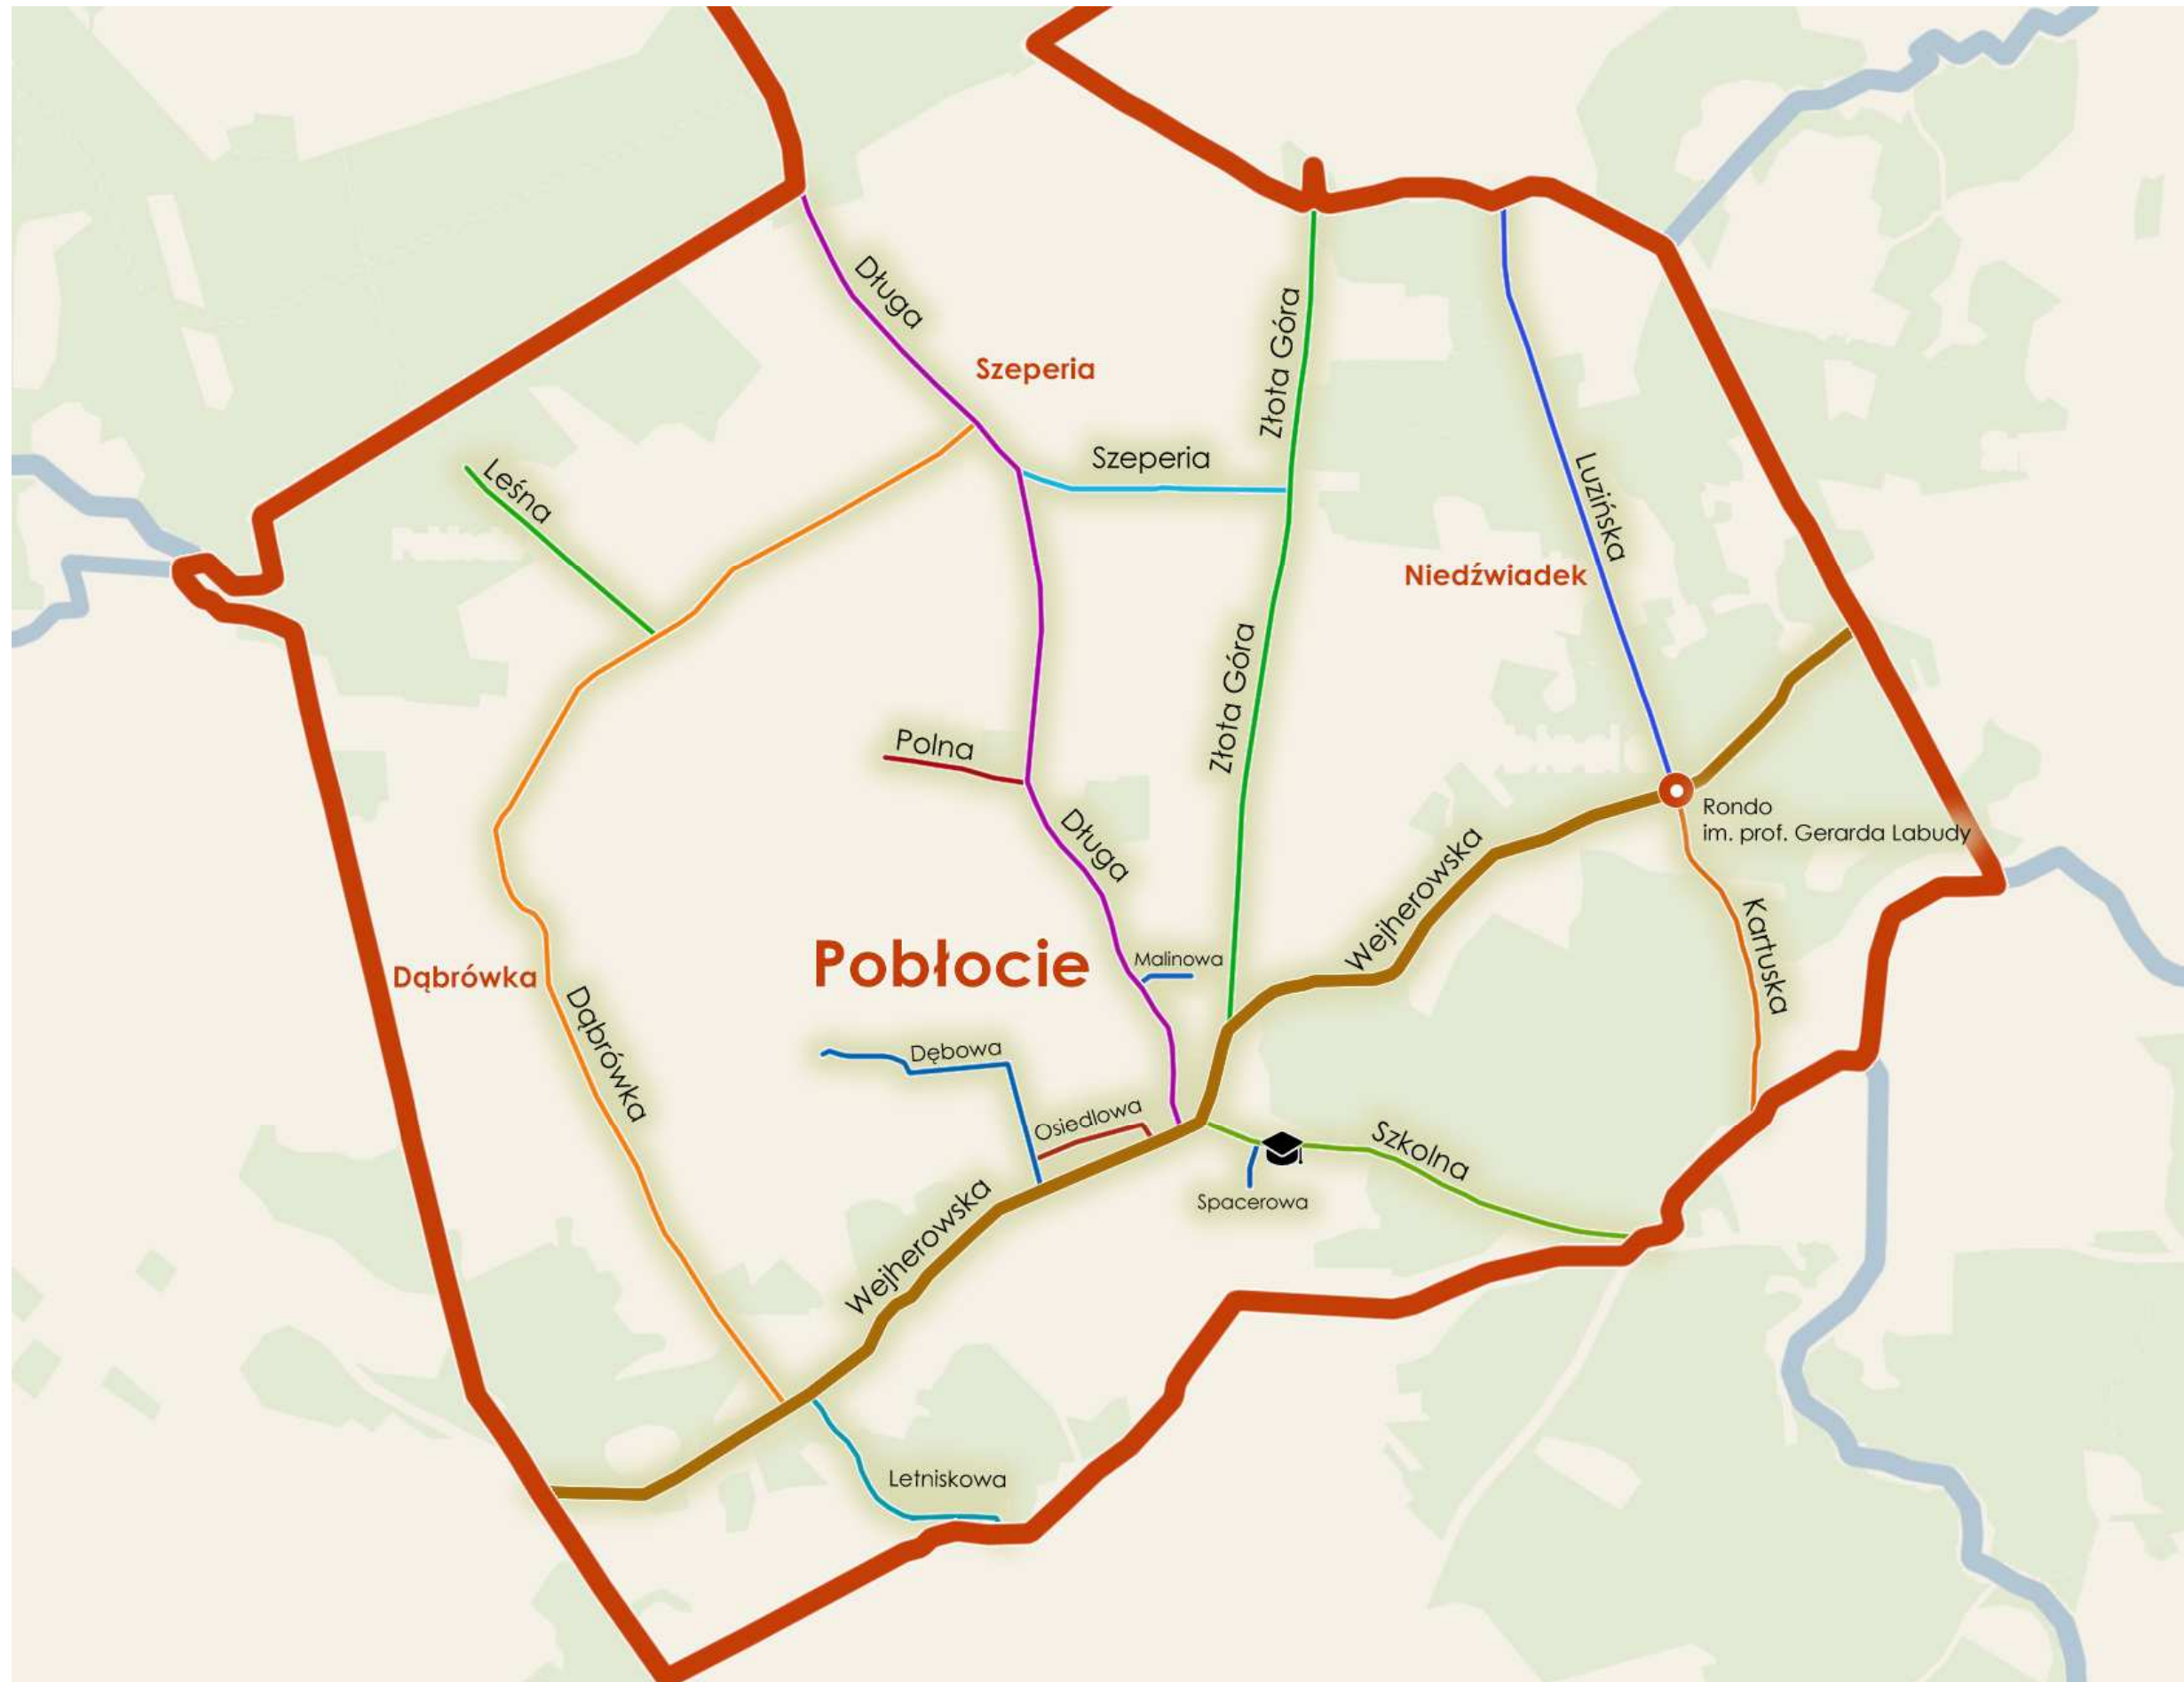 Długa
Złota Góra
Szeperia
Szeperia
Leśna
Luzińska
Niedźwiadek
Złota Góra
Polna
Rondo
im. prof. Gerarda Labudy
Długa
Wejherowska
Kartuska
Pobłocie
Malinowa
Dąbrówka
Dąbrówka
Dębowa
Osiedlowa
Szkolna
Spacerowa
Wejherowska
Letniskowa